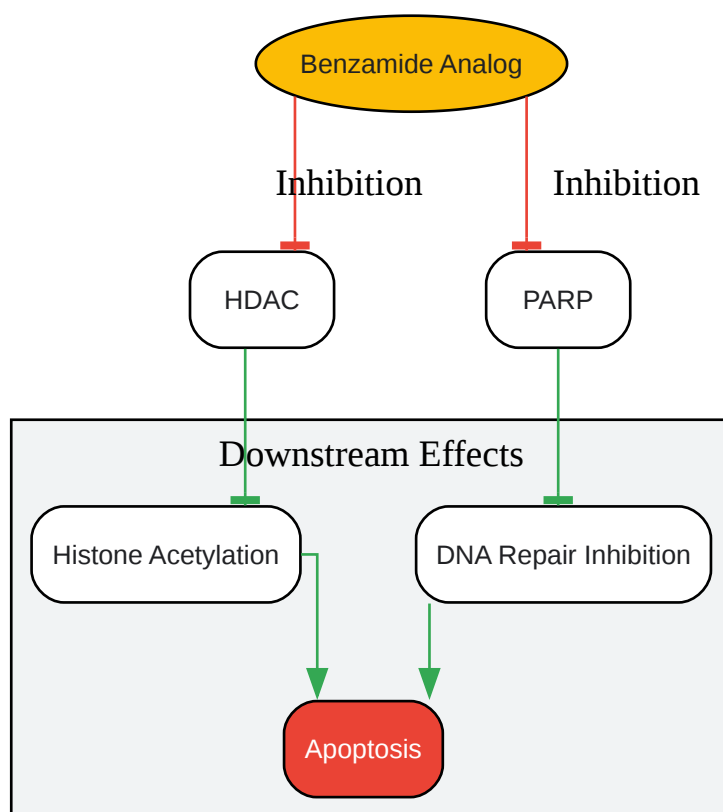 Benzamide Analog
Inhibition
Inhibition
HDAC
PARP
Downstream Effects
Histone Acetylation
DNA Repair Inhibition
Apoptosis